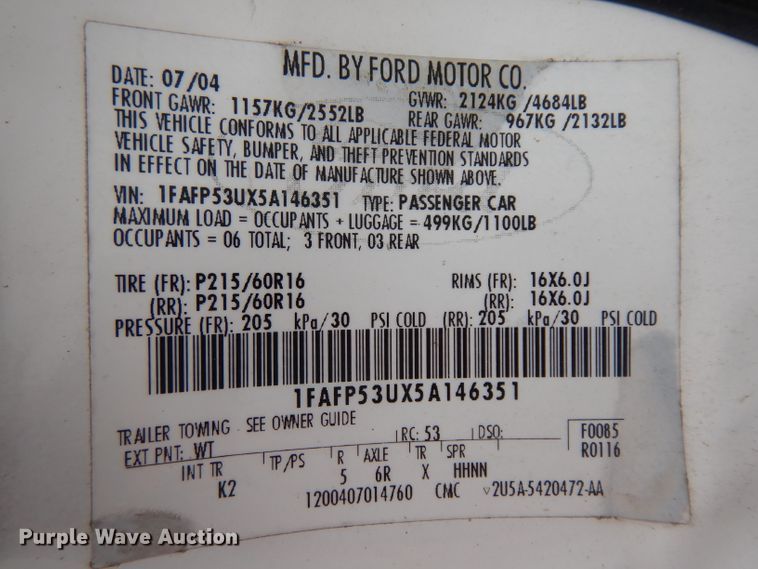 MFD. BY FORD MOTOR CO.
DATE: 07/04
FRONT GAWR: 1157KG/2552LB GVWR: 2124KG /4684LB
REAR GAWR: 967KG /2132LB
THIS VEHICLE CONFORMS TO ALL APPLICABLE FEDERAL MOTOR
VEHICLE SAFETY, BUMPER, AND THEFT PREVENTION STANDARDS
IN EFFECT ON THE DATE OF MANUFACTURE SHOWN ABOVE.
VIN: 1FAFP53UX5A146351 TYPE: PASSENGER CAR
MAXIMUM LOAD = OCCUPANTS + LUGGAGE = 499KG/1100LB
OCCUPANTS = 06 TOTAL; 3 FRONT, 03 REAR
TIRE (FR): P215/60R16 RIMS (FR): 16X6.0J
(RR): P215/60R16 (RR): 16X6.0J
PRESSURE (FR): 205 kPa/30 PSI COLD (RR): 205 kPa/30 PSI COLD
1FAFP53UX5A146351
TRAILER TOWING - SEE OWNER GUIDE
EXT PNT: WT RC: 53 DSO: F0085
R0116
INT TR TP/PS R AXLE TR SPR
K2 5 6R X HHNN
1200407014760 CMC 2U5A-5420472-AA
Purple Wave Auction